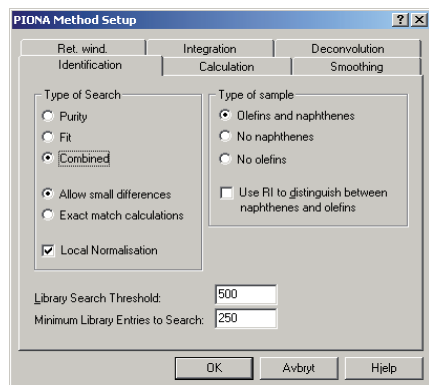 PIONA Method Setup
Ret. wind. Integration Deconvolution
Identification Calculation Smoothing
Type of Search
Purity
Fit
Combined
Allow small differences
Exact match calculations
Local Normalisation
Type of sample
Olefins and naphthenes
No naphthenes
No olefins
Use RI to distinguish between
naphthenes and olefins
Library Search Threshold: 500
Minimum Library Entries to Search: 250
OK Avbryt Hjelp